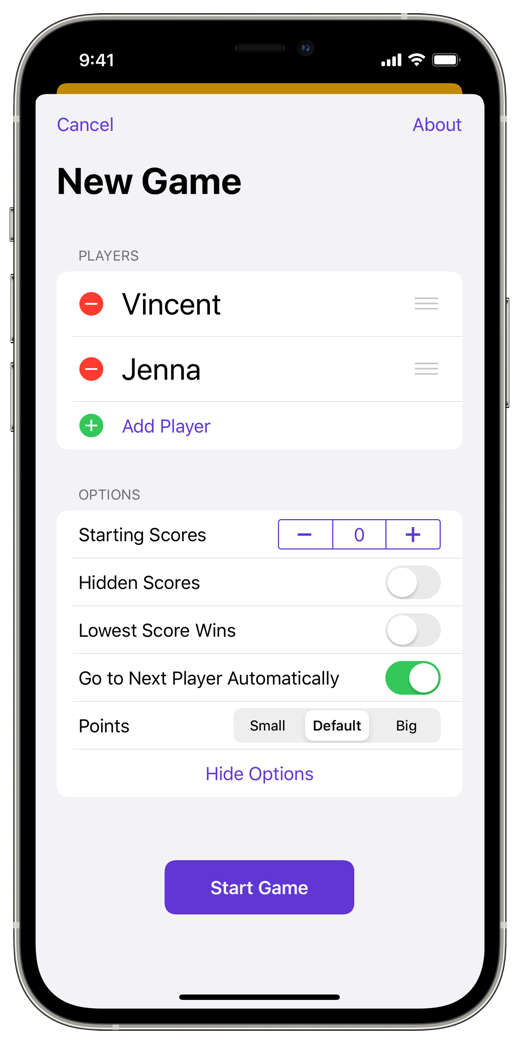 9:41
Cancel About
New Game
PLAYERS
Vincent
Jenna
Add Player
OPTIONS
Starting Scores − 0 +
Hidden Scores
Lowest Score Wins
Go to Next Player Automatically
Points Small Default Big
Hide Options
Start Game